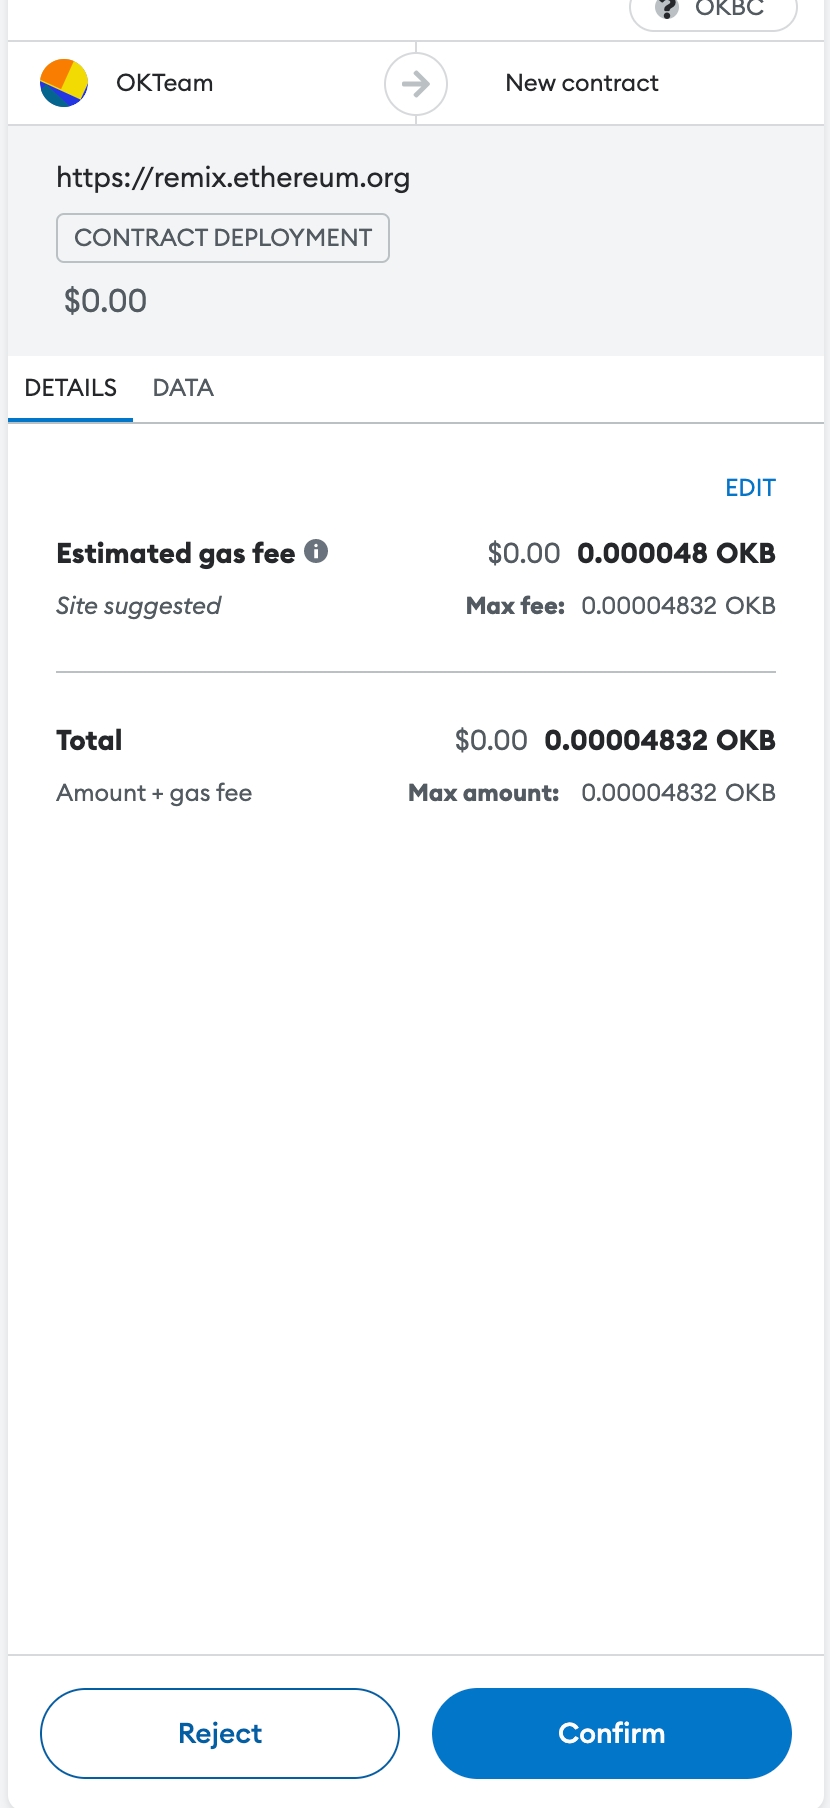 OKBC
OKTeam New contract
https://remix.ethereum.org
CONTRACT DEPLOYMENT
$0.00
DETAILS DATA
EDIT
Estimated gas fee $0.00 0.000048 OKB
Site suggested Max fee: 0.00004832 OKB
Total $0.00 0.00004832 OKB
Amount + gas fee Max amount: 0.00004832 OKB
Reject Confirm